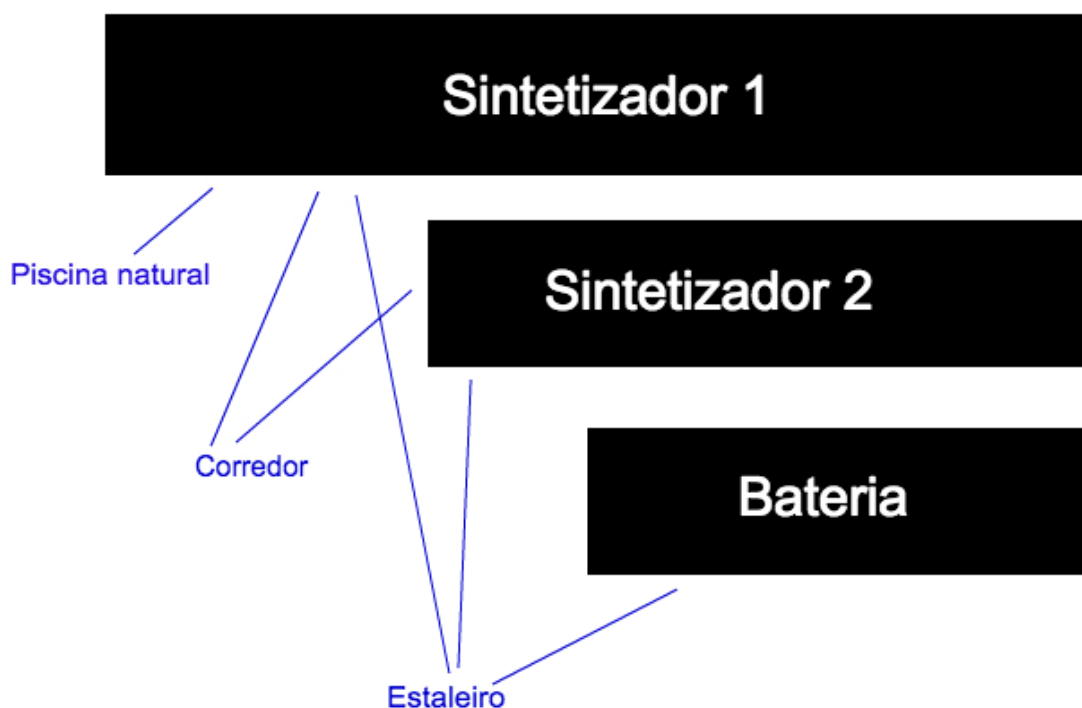 Sintetizador 1
Piscina natural
Sintetizador 2
Corredor
Bateria
Estaleiro